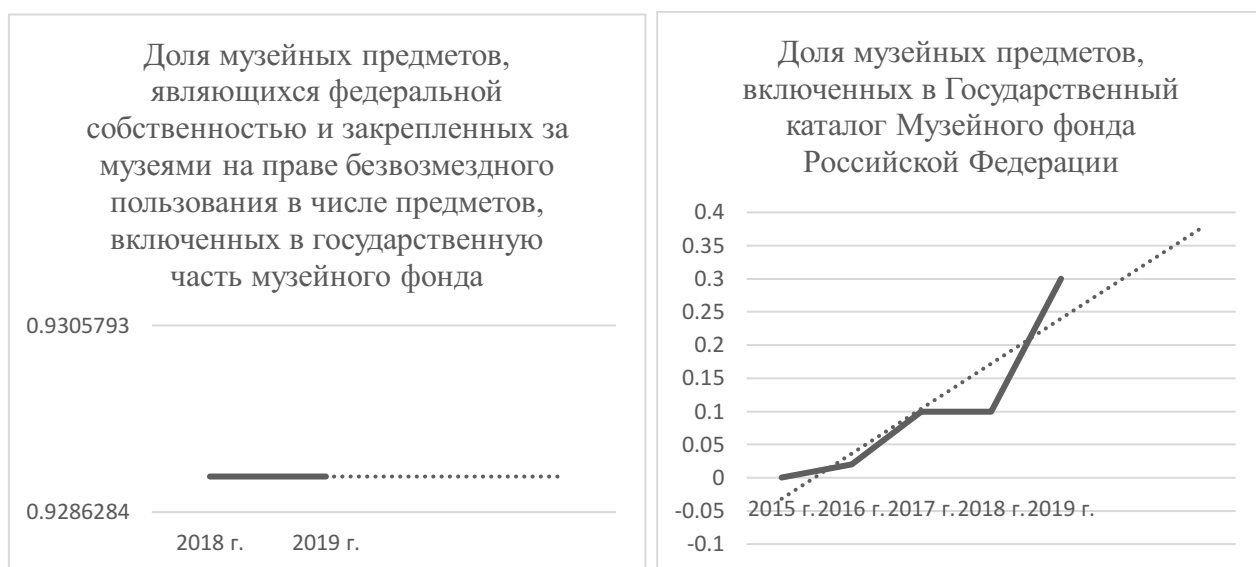 Доля музейных предметов,
являющихся федеральной
собственностью и закрепленных за
музеями на праве безвозмездного
пользования в числе предметов,
включенных в государственную
часть музейного фонда
0.9305793
0.9286284
2018 г.
2019 г.
Доля музейных предметов,
включенных в Государственный
каталог Музейного фонда
Российской Федерации
0.4
0.35
0.3
0.25
0.2
0.15
0.1
0.05
0
-0.05
-0.1
2015 г. 2016 г. 2017 г. 2018 г. 2019 г.